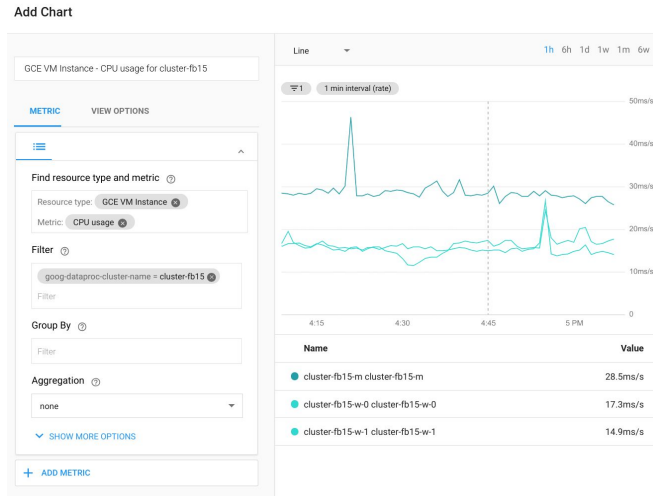 Add Chart
GCE VM Instance - CPU usage for cluster-fb15
METRIC VIEW OPTIONS
Find resource type and metric ?
Resource type: GCE VM Instance
Metric: CPU usage
Filter ?
goog-dataproc-cluster-name = cluster-fb15
Filter
Group By ?
Filter
Aggregation ?
none
SHOW MORE OPTIONS
+ ADD METRIC
Line
1h 6h 1d 1w 1m 6w
1 1 min interval (rate)
50ms/s
40ms/s
30ms/s
20ms/s
10ms/s
0
4:15 4:30 4:45 5 PM
Name Value
cluster-fb15-m cluster-fb15-m 28.5ms/s
cluster-fb15-w-0 cluster-fb15-w-0 17.3ms/s
cluster-fb15-w-1 cluster-fb15-w-1 14.9ms/s